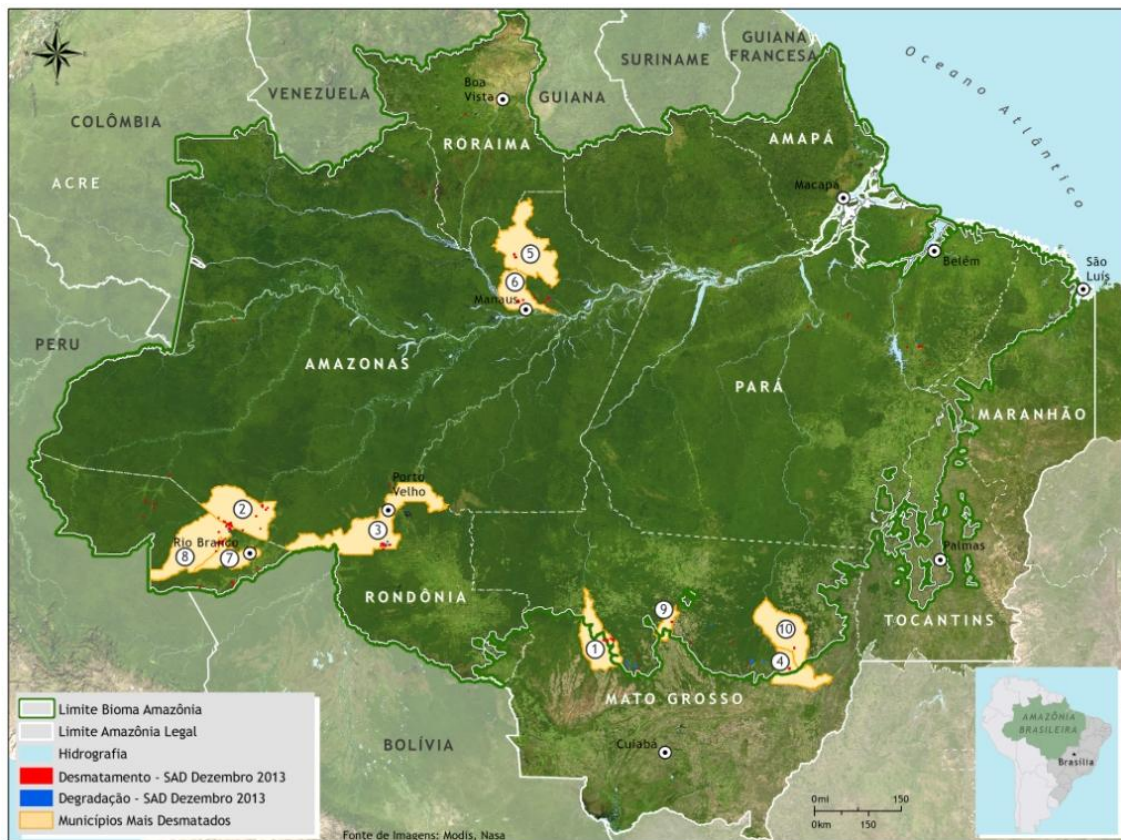 GUIANA
FRANCESA
SURINAME
Oceano Atlântico
Boa
Vista
VENEZUELA
GUIANA
COLÔMBIA
RORAIMA
AMAPÁ
ACRE
Macapá
5
Belém
São
Luís
6
Manaus
PERU
AMAZONAS
PARÁ
MARANHÃO
Porto
Velho
2
3
Rio Branco
8
7
Palmas
RONDÔNIA
9
TOCANTINS
10
1
4
MATO GROSSO
Limite Bioma Amazônia
Limite Amazônia Legal
Hidrografia
Desmatamento - SAD Dezembro 2013
Degradação - SAD Dezembro 2013
Municípios Mais Desmatados
BOLÍVIA
Cuiabá
AMAZÔNIA
BRASILEIRA
Brasília
0mi 150
0km 150
Fonte de Imagens: Modis, Nasa